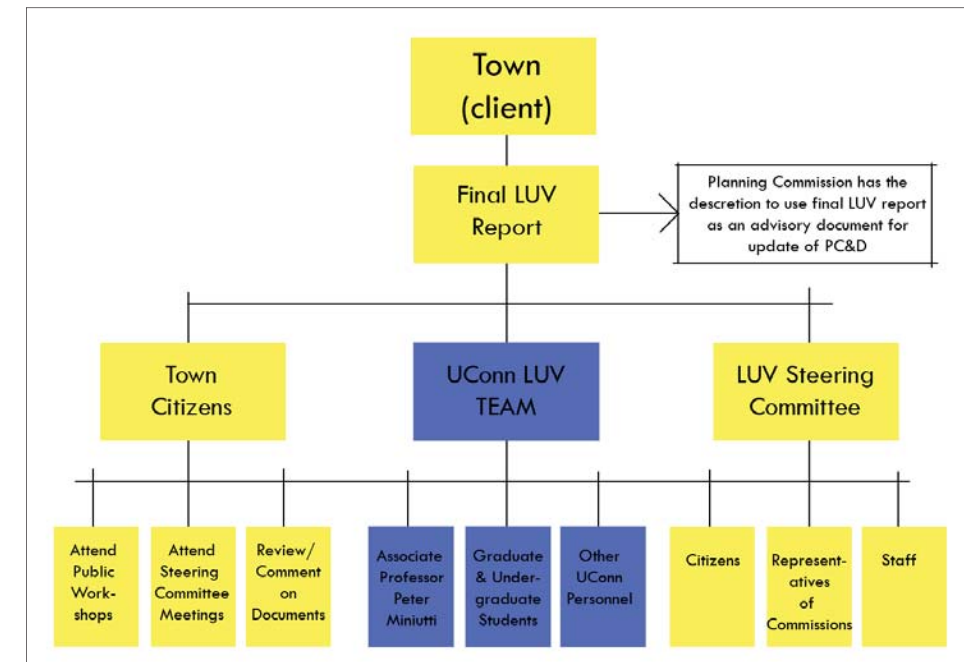 Town
(client)
Final LUV
Report
Planning Commission has the
descretion to use final LUV report
as an advisory document for
update of PC&D
Town
Citizens
UConn LUV
TEAM
LUV Steering
Committee
Attend
Public
Work-
shops
Attend
Steering
Committee
Meetings
Review/
Comment
on
Documents
Associate
Professor
Peter
Miniutti
Graduate
& Under-
graduate
Students
Other
UConn
Personnel
Citizens
Represent-
atives
of
Commissions
Staff